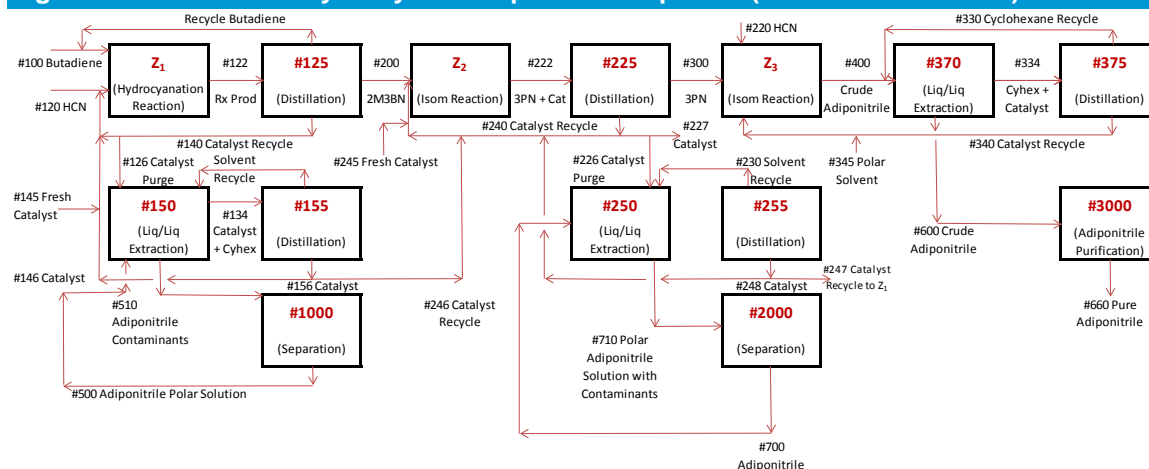 Recycle Butadiene
#220 HCN
#330 Cyclohexane Recycle
#100 Butadiene
Z1
(Hydrocyanation
Reaction)
#122
Rx Prod
#125
(Distillation)
#200
2M3BN
Z2
(Isom Reaction)
#222
3PN + Cat
#225
(Distillation)
#300
3PN
Z3
(Isom Reaction)
#400
Crude
Adiponitrile
#370
(Liq/Liq
Extraction)
#334
Cyhex +
Catalyst
#375
(Distillation)
#120 HCN
#140 Catalyst Recycle
#240 Catalyst Recycle
#227
Catalyst
#340 Catalyst Recycle
#126 Catalyst
Purge
Solvent
Recycle
#245 Fresh Catalyst
#226 Catalyst
Purge
#230 Solvent
Recycle
#345 Polar
Solvent
#145 Fresh
Catalyst
#150
(Liq/Liq
Extraction)
#134
Catalyst
+ Cyhex
#155
(Distillation)
#250
(Liq/Liq
Extraction)
#255
(Distillation)
#600 Crude
Adiponitrile
#3000
(Adiponitrile
Purification)
#146 Catalyst
#156 Catalyst
#246 Catalyst
Recycle
#248 Catalyst
#247 Catalyst
Recycle to Z1
#660 Pure
Adiponitrile
#510
Adiponitrile
Contaminants
#1000
(Separation)
#710 Polar
Adiponitrile
Solution with
Contaminants
#2000
(Separation)
#500 Adiponitrile Polar Solution
#700
Adiponitrile